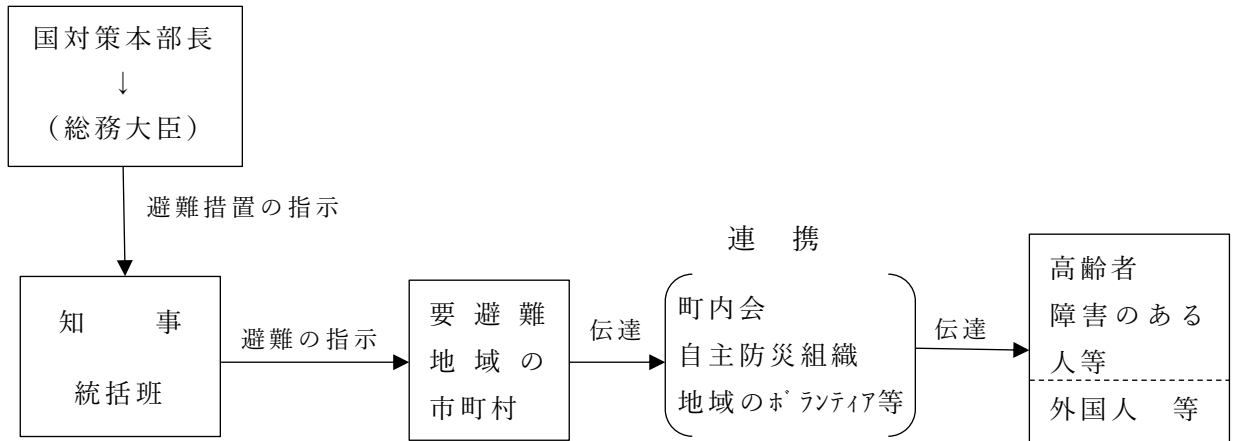 国対策本部長
↓
(総務大臣)
避難措置の指示
知　　事
統括班
避難の指示
要避難
地域の
市町村
伝達
連　携
町内会
自主防災組織
地域のﾎﾞﾗﾝﾃｨｱ等
伝達
高齢者
障害のある
人等
外国人　等